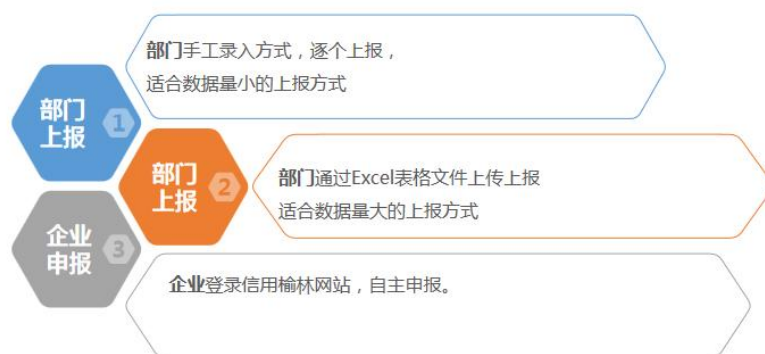 部门手工录入方式，逐个上报，
适合数据量小的上报方式
部门
上报
1
部门
上报
2
部门通过Excel表格文件上传上报
适合数据量大的上报方式
企业
申报
3
企业登录信用榆林网站，自主申报。